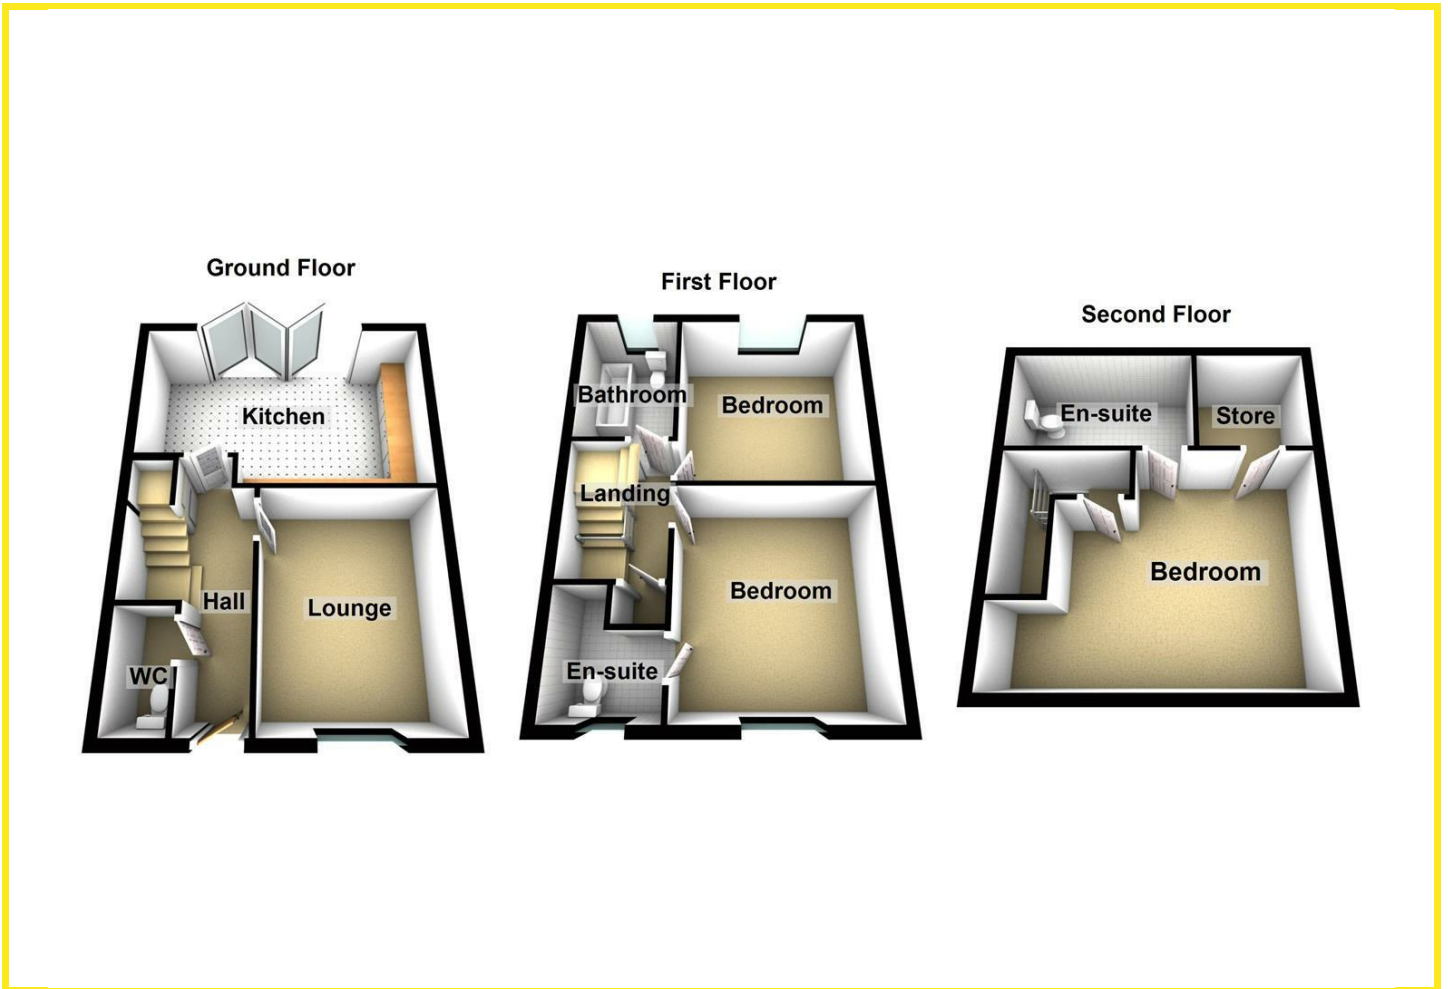 Ground Floor
Kitchen
Hall
Lounge
WC
First Floor
Bathroom
Bedroom
Landing
Bedroom
En-suite
Second Floor
En-suite
Store
Bedroom